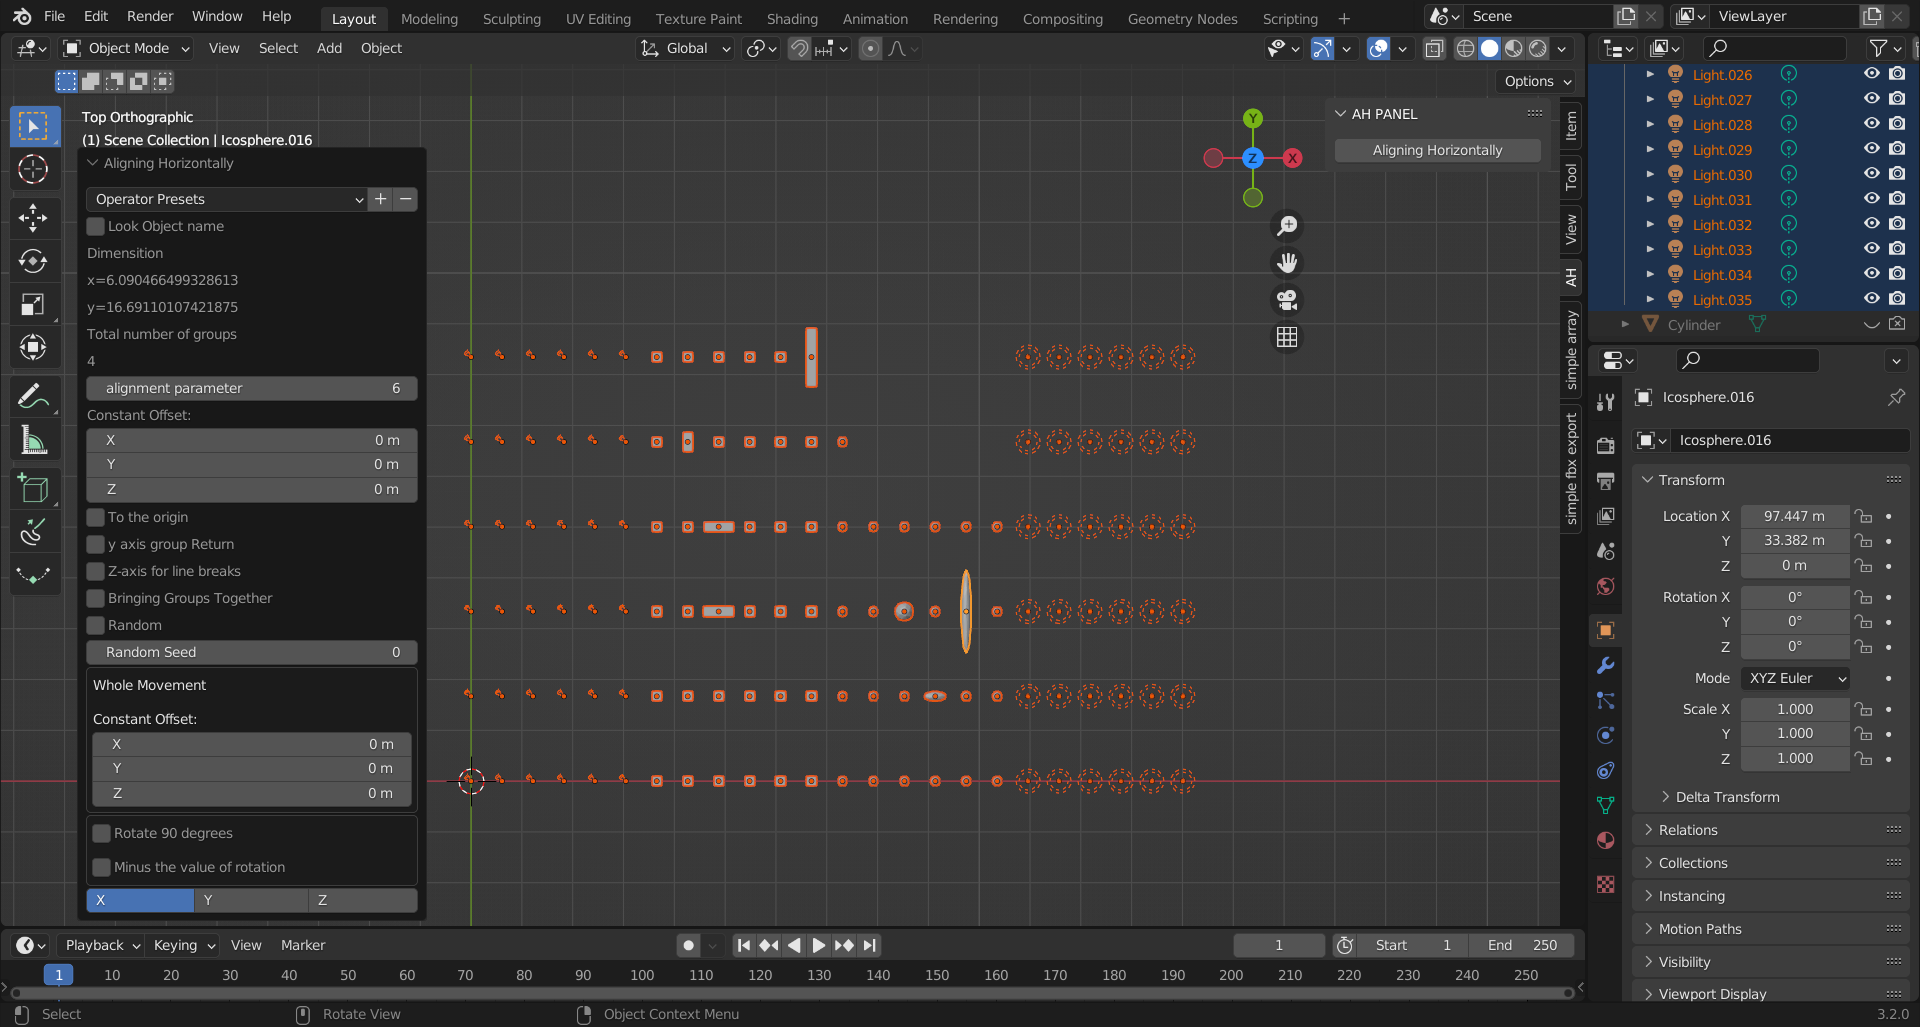 File Edit Render Window Help
Layout Modeling Sculpting UV Editing Texture Paint Shading Animation Rendering Compositing Geometry Nodes Scripting +
Scene
ViewLayer
Object Mode View Select Add Object
Global
Options
Top Orthographic
(1) Scene Collection | Icosphere.016
Aligning Horizontally
Operator Presets
Look Object name
Dimension
x=6.090466499328613
y=16.69110107421875
Total number of groups
4
alignment parameter 6
Constant Offset:
X 0 m
Y 0 m
Z 0 m
To the origin
y axis group Return
Z-axis for line breaks
Bringing Groups Together
Random
Random Seed 0
Whole Movement
Constant Offset:
X 0 m
Y 0 m
Z 0 m
Rotate 90 degrees
Minus the value of rotation
X Y Z
Y
Z X
AH PANEL
Aligning Horizontally
Item
Tool
View
AH
simple array
simple fbx export
Light.026
Light.027
Light.028
Light.029
Light.030
Light.031
Light.032
Light.033
Light.034
Light.035
Cylinder
Icosphere.016
Icosphere.016
Transform
Location X 97.447 m
Y 33.382 m
Z 0 m
Rotation X 0°
Y 0°
Z 0°
Mode XYZ Euler
Scale X 1.000
Y 1.000
Z 1.000
Delta Transform
Relations
Collections
Instancing
Motion Paths
Visibility
Viewport Display
Playback Keying View Marker
1 Start 1 End 250
1 10 20 30 40 50 60 70 80 90 100 110 120 130 140 150 160 170 180 190 200 210 220 230 240 250
Select Rotate View Object Context Menu 3.2.0